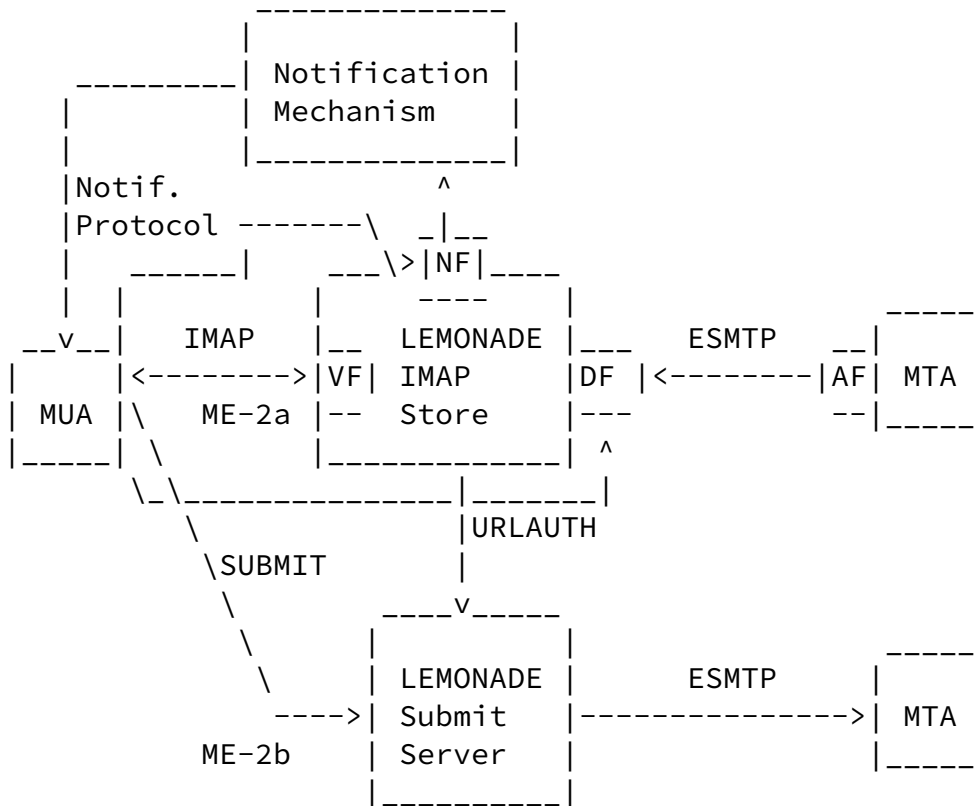 Notification
Mechanism
Notif.
Protocol
NF
IMAP LEMONADE ESMTP
VF IMAP DF AF MTA
MUA ME-2a Store
URLAUTH
SUBMIT
LEMONADE ESMTP
Submit MTA
ME-2b Server